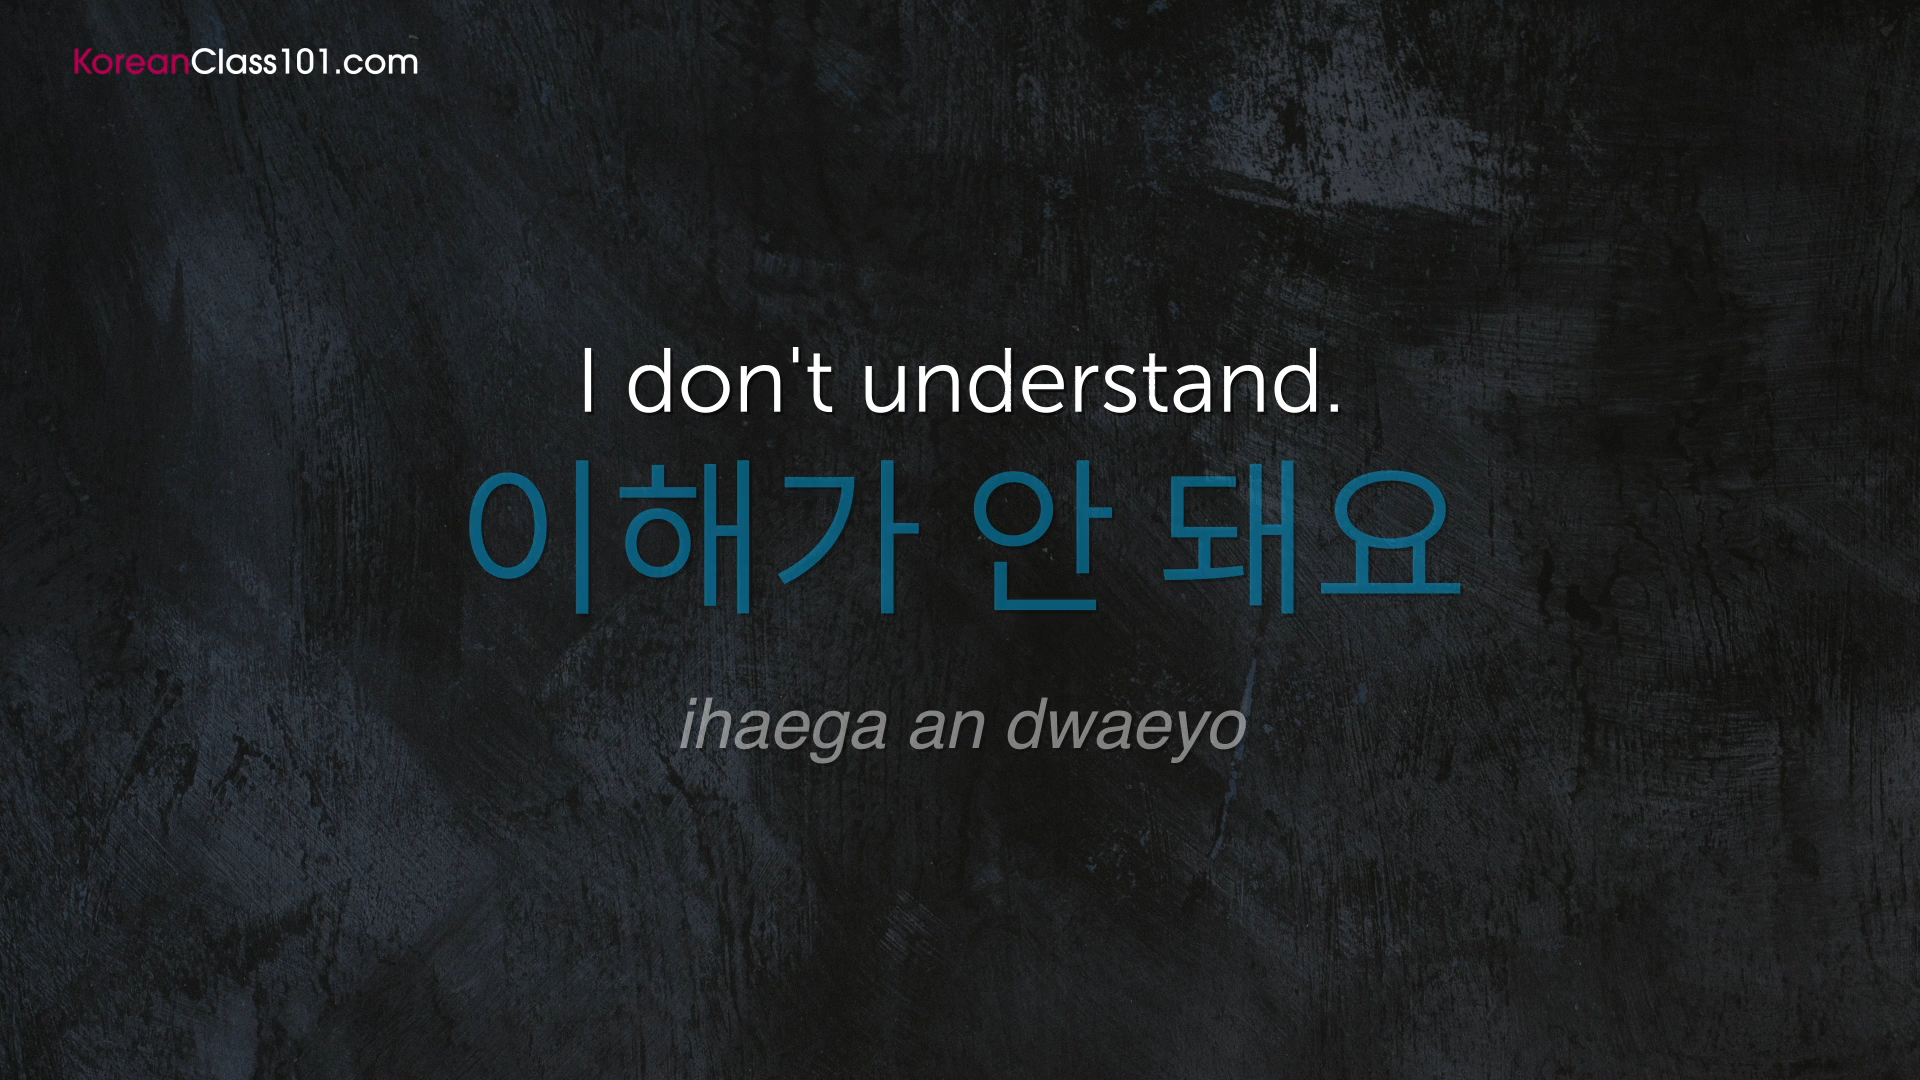 KoreanClass101.com
I don't understand.
이해가 안 돼요
ihaega an dwaeyo